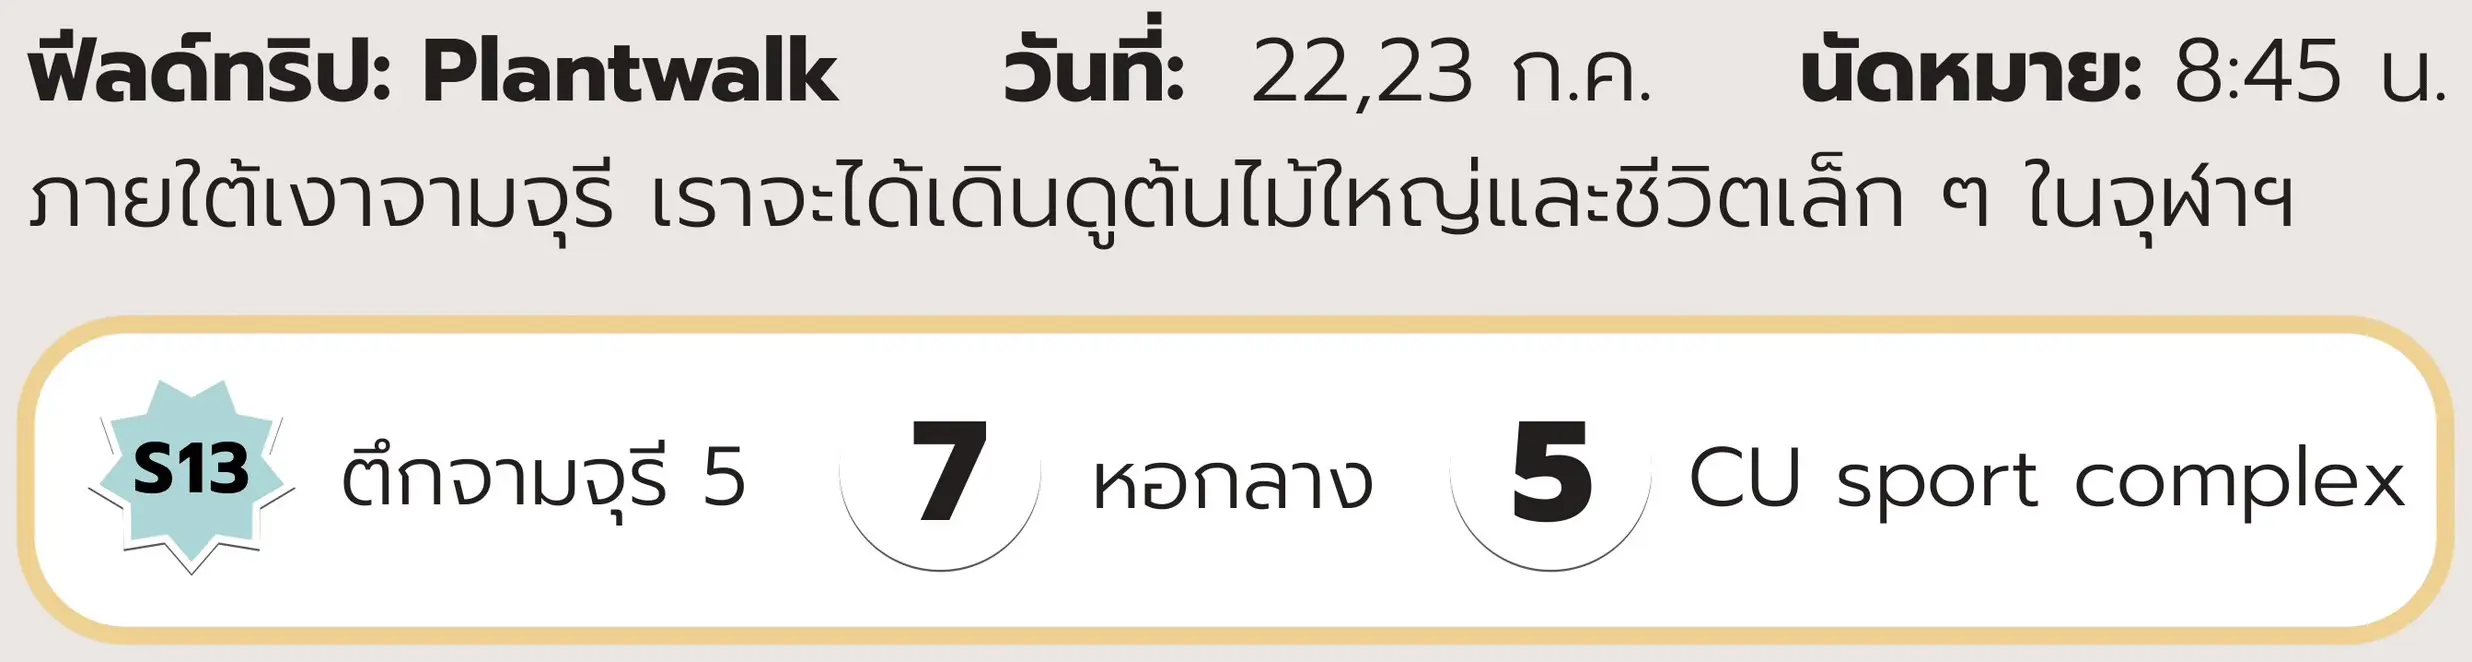 ฟีลด์ทริป: Plantwalk วันที่: 22,23 ก.ค. นัดหมาย: 8:45 น.
ภายใต้เงาจามจุรี เราจะได้เดินดูต้นไม้ใหญ่และชีวิตเล็ก ๆ ในจุฬาฯ
S13 ตึกจามจุรี 5 7 หอกลาง 5 CU sport complex